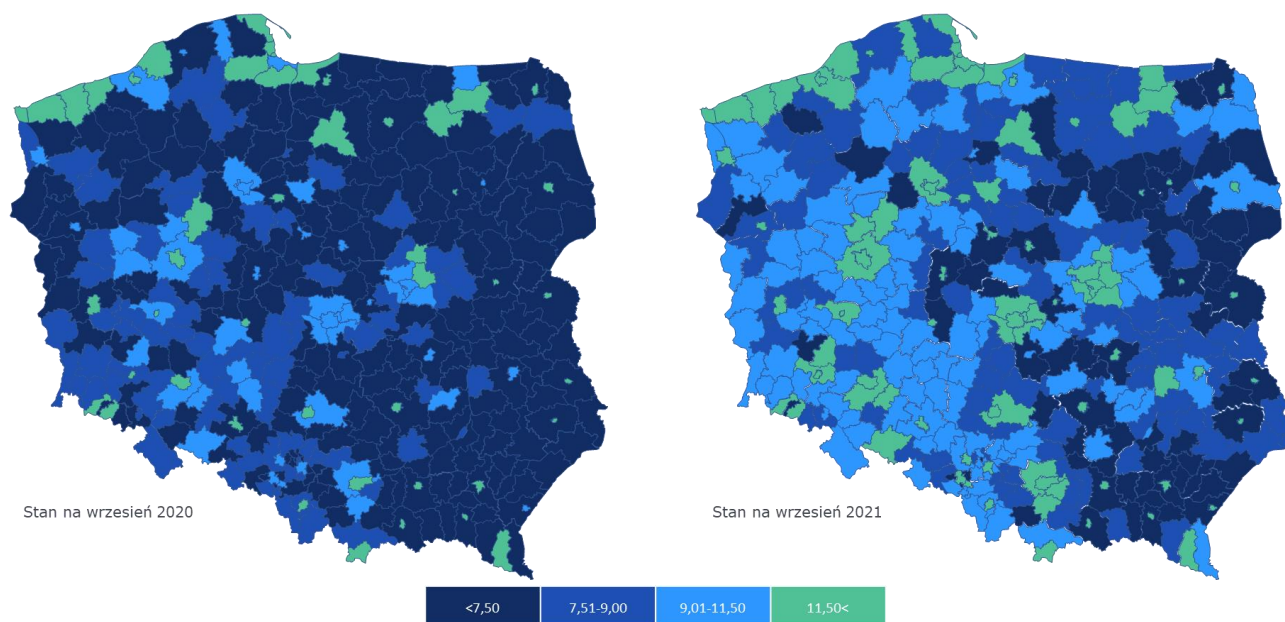 Stan na wrzesień 2020
Stan na wrzesień 2021
<7,50
7,51-9,00
9,01-11,50
11,50<